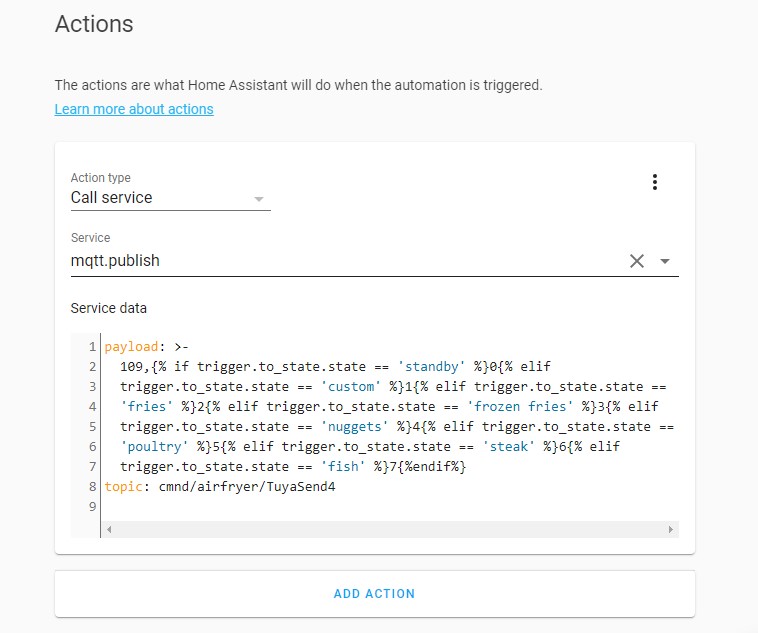 Actions
The actions are what Home Assistant will do when the automation is triggered.
Learn more about actions
Action type
Call service
Service
mqtt.publish
Service data
1 payload: >-
2 109,{% if trigger.to_state.state == 'standby' %}0{% elif
3 trigger.to_state.state == 'custom' %}1{% elif trigger.to_state.state ==
4 'fries' %}2{% elif trigger.to_state.state == 'frozen fries' %}3{% elif
5 trigger.to_state.state == 'nuggets' %}4{% elif trigger.to_state.state ==
6 'poultry' %}5{% elif trigger.to_state.state == 'steak' %}6{% elif
7 trigger.to_state.state == 'fish' %}7{%endif%}
8 topic: cmnd/airfryer/TuyaSend4
9
ADD ACTION